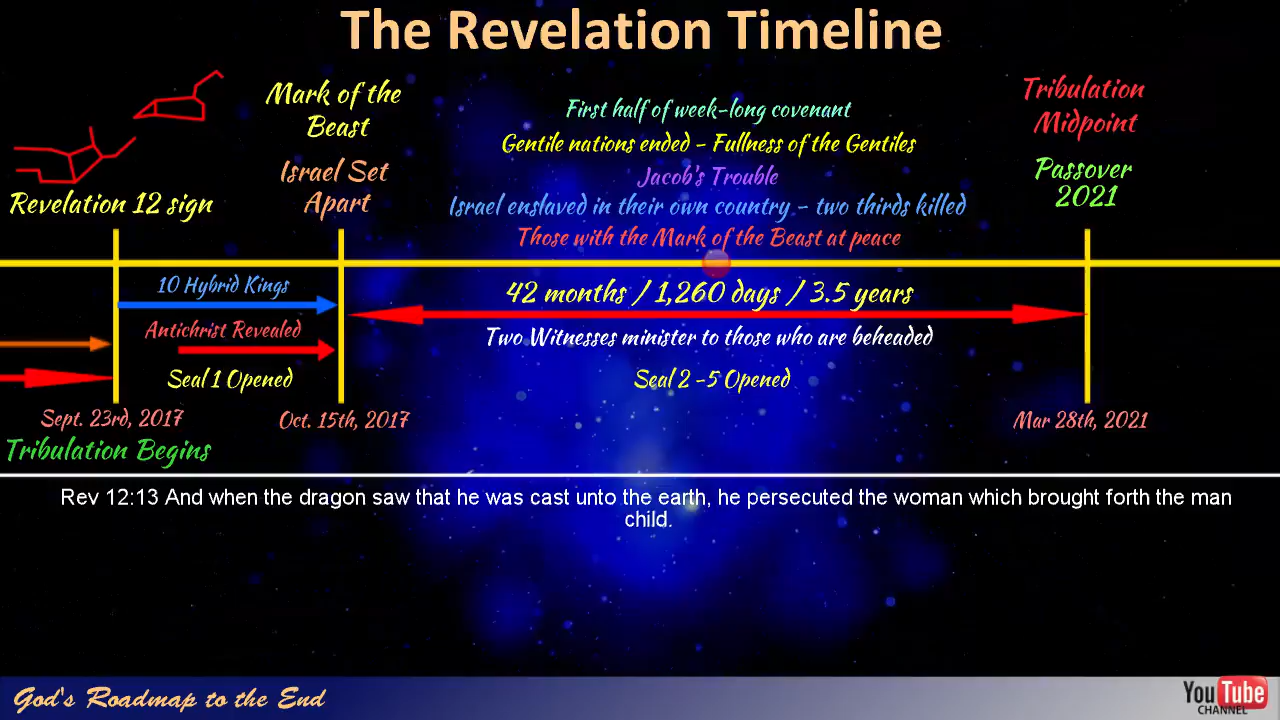 The Revelation Timeline
Revelation 12 sign
Mark of the
Beast
Israel Set
Apart
First half of week-long covenant
Gentile nations ended - Fullness of the Gentiles
Jacob's Trouble
Israel enslaved in their own country - two thirds killed
Those with the Mark of the Beast at peace
Tribulation
Midpoint
Passover
2021
10 Hybrid Kings
Antichrist Revealed
Seal 1 Opened
42 months / 1,260 days / 3.5 years
Two Witnesses minister to those who are beheaded
Seal 2 -5 Opened
Sept. 23rd, 2017
Tribulation Begins
Oct. 15th, 2017
Mar 28th, 2021
Rev 12:13 And when the dragon saw that he was cast unto the earth, he persecuted the woman which brought forth the man
child.
God's Roadmap to the End
YouTube
CHANNEL